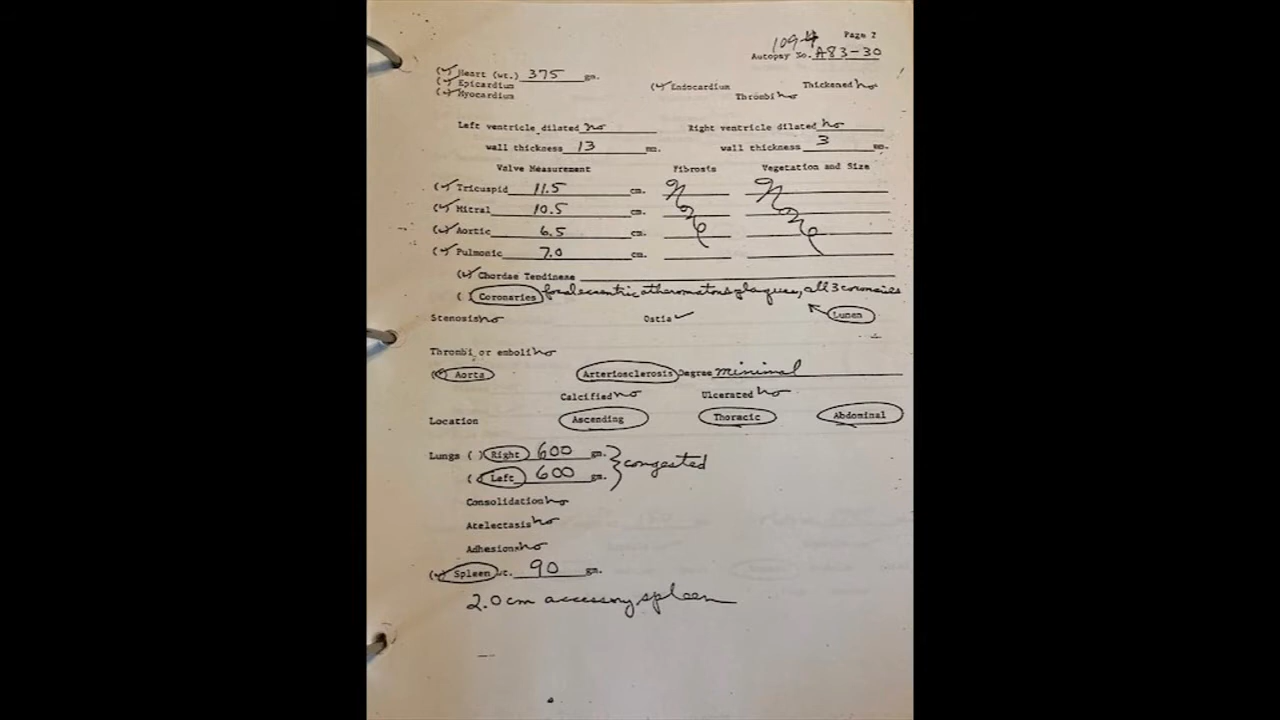 Page 2
1094
Autopsy No. A83-30
(✓) Heart (wt.) 375 gm.
(✓) Epicardium (✓) Endocardium Thickened no
(✓) Myocardium Thrombi no
Left ventricle dilated no Right ventricle dilated no
wall thickness 13 mm. wall thickness 3 mm.
Valve Measurement Fibrosis Vegetation and Size
(✓) Tricuspid 11.5 cm. None None
(✓) Mitral 10.5 cm.
(✓) Aortic 6.5 cm.
(✓) Pulmonic 7.0 cm.
(✓) Chordae Tendineae
( ) Coronaries focal eccentric atheromatous plaques, all 3 coronaries
Stenosis no Ostia ✓ Lumen
Thrombi or emboli no
(✓) Aorta Arteriosclerosis Degree minimal
Calcified no Ulcerated no
Location Ascending Thoracic Abdominal
Lungs ( ) Right 600 gm. } congested
( ) Left 600 gm.
Consolidation no
Atelectasis no
Adhesions no
(✓) Spleen wt. 90 gm.
2.0 cm accessory spleen